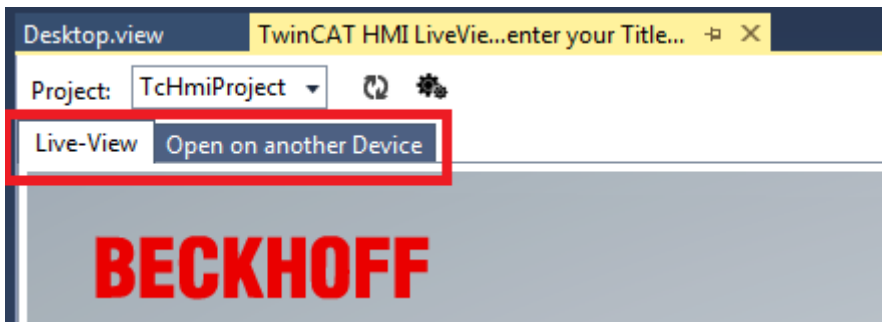 Desktop.view TwinCAT HMI LiveVie...enter your Title...
Project: TcHmiProject
Live-View Open on another Device
BECKHOFF